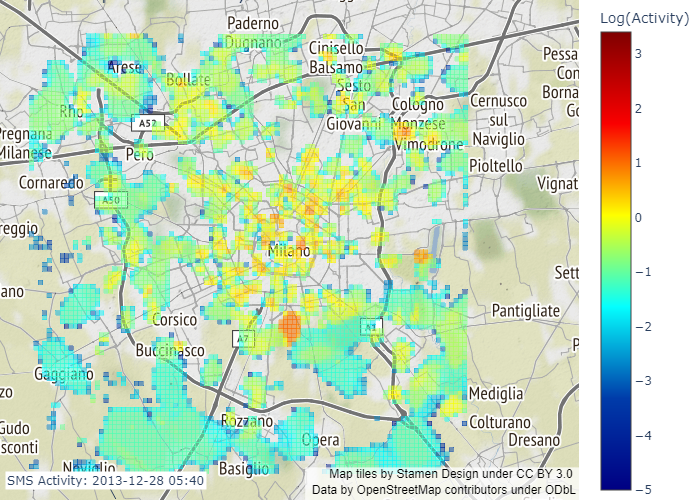 Log(Activity)
3
2
1
0
−1
−2
−3
−4
−5
Paderno
Dugnano
Cinisello
Balsamo
Pessa
Con
Borna
Go
Arese
Bollate
Sesto
San
Giovanni
Cologno
Monzese
Cernusco
sul
Naviglio
Rho
A52
Pregnana
Milanese
Pero
Vimodrone
Pioltello
Cornaredo
A50
Vignat
reggio
Milano
Sett
ano
Corsico
A7
A1
Pantigliate
Buccinasco
P
Gaggiano
zo
Mediglia
Rozzano
Colturano
Gudo
sconti
Opera
Dresano
Noviglio
Basiglio
SMS Activity: 2013-12-28 05:40
Map tiles by Stamen Design under CC BY 3.0
Data by OpenStreetMap contributors under ODbL